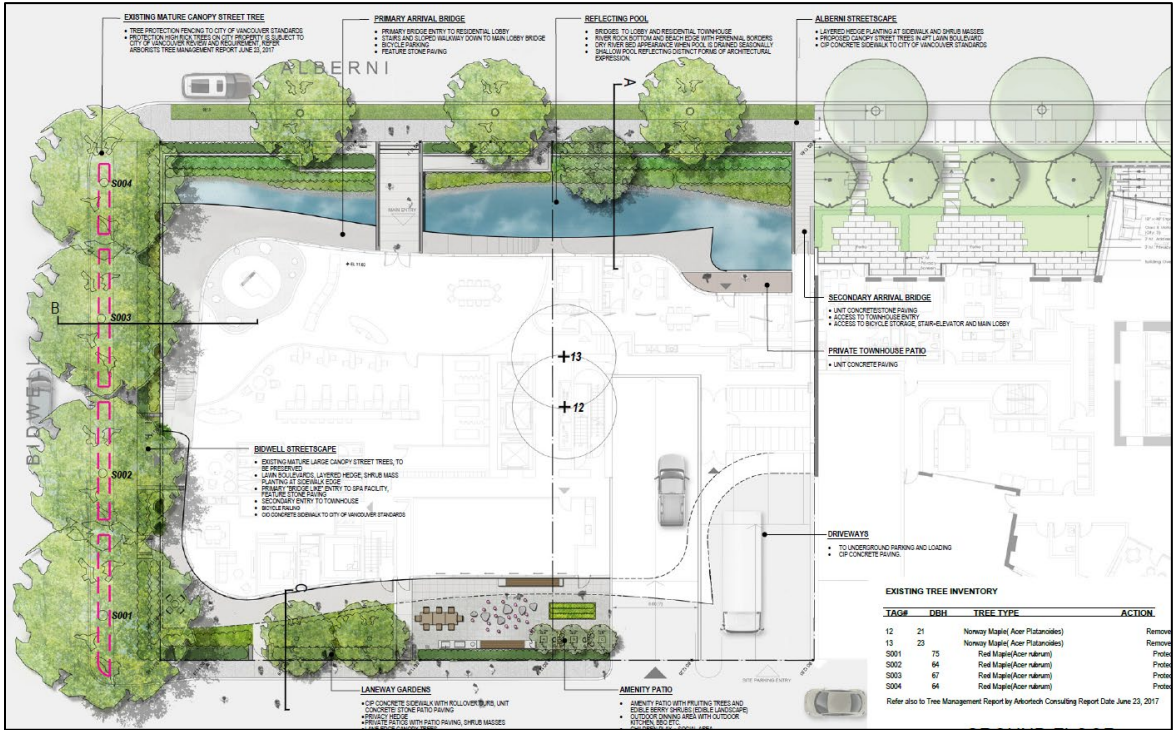 EXISTING MATURE CANOPY STREET TREE
• TREE PROTECTION FENCING TO CITY OF VANCOUVER STANDARDS
• PROTECTION HIGH RICK TREES ON CITY PROPERTY IS SUBJECT TO
CITY OF VANCOUVER REVIEW AND REQUIREMENT, REFER
ARBORISTS TREE MANAGEMENT REPORT JUNE 23, 2017
PRIMARY ARRIVAL BRIDGE
• PRIMARY BRIDGE ENTRY TO RESIDENTIAL LOBBY
• STAIRS AND SLOPED WALKWAY DOWN TO MAIN LOBBY BRIDGE
• BICYCLE PARKING
• FEATURE STONE PAVING
REFLECTING POOL
• BRIDGES TO LOBBY AND RESIDENTIAL TOWNHOUSE
• RIVER ROCK BOTTOM AND BEACH EDGE WITH PERENNIAL BORDERS
• DRY RIVER BED APPEARANCE WHEN POOL IS DRAINED SEASONALLY
• SHALLOW POOL REFLECTING DISTINCT FORMS OF ARCHITECTURAL
EXPRESSION.
ALBERNI STREETSCAPE
• LAYERED HEDGE PLANTING AT SIDEWALK AND SHRUB MASSES
• PROPOSED CANOPY STREET TREES IN 4FT LAWN BOULEVARD
• CIP CONCRETE SIDEWALK TO CITY OF VANCOUVER STANDARDS
ALBERNI
A
S004
MAIN ENTRY
B
S003
SECONDARY ARRIVAL BRIDGE
• UNIT CONCRETE/STONE PAVING
• ACCESS TO TOWNHOUSE ENTRY
• ACCESS TO BICYCLE STORAGE, STAIR+ELEVATOR AND MAIN LOBBY
PRIVATE TOWNHOUSE PATIO
• UNIT CONCRETE PAVING
13
12
BIDWELL
BIDWELL STREETSCAPE
• EXISTING MATURE LARGE CANOPY STREET TREES, TO
BE PRESERVED
• LAWN BOULEVARDS, LAYERED HEDGE, SHRUB MASS
PLANTING AT SIDEWALK EDGE
• PRIMARY "BRIDGE LIKE" ENTRY TO SPA FACILITY,
FEATURE STONE PAVING
• SECONDARY ENTRY TO TOWNHOUSE
• BICYCLE RAILING
• CIO CONCRETE SIDEWALK TO CITY OF VANCOUVER STANDARDS
S002
DRIVEWAYS
• TO UNDERGROUND PARKING AND LOADING
• CIP CONCRETE PAVING.
C
S001
EXISTING TREE INVENTORY
TAG# DBH TREE TYPE ACTION
12 21 Norway Maple( Acer Platanoides) Remove
13 23 Norway Maple( Acer Platanoides) Remove
S001 75 Red Maple(Acer rubrum) Protec
S002 64 Red Maple(Acer rubrum) Protec
S003 67 Red Maple(Acer rubrum) Protec
S004 64 Red Maple(Acer rubrum) Protec
Refer also to Tree Management Report by Arbortech Consulting Report Date June 23, 2017
SITE PARKING ENTRY
LANEWAY GARDENS
• CIP CONCRETE SIDEWALK WITH ROLLOVER CURB, UNIT
CONCRETE/ STONE PATIO PAVING
• PRIVACY HEDGE
• PRIVATE PATIOS WITH PATIO PAVING, SHRUB MASSES
AMENITY PATIO
• AMENITY PATIO WITH FRUITING TREES AND
EDIBLE BERRY SHRUBS (EDIBLE LANDSCAPE)
• OUTDOOR DINING AREA WITH OUTDOOR
KITCHEN, BBQ ETC.